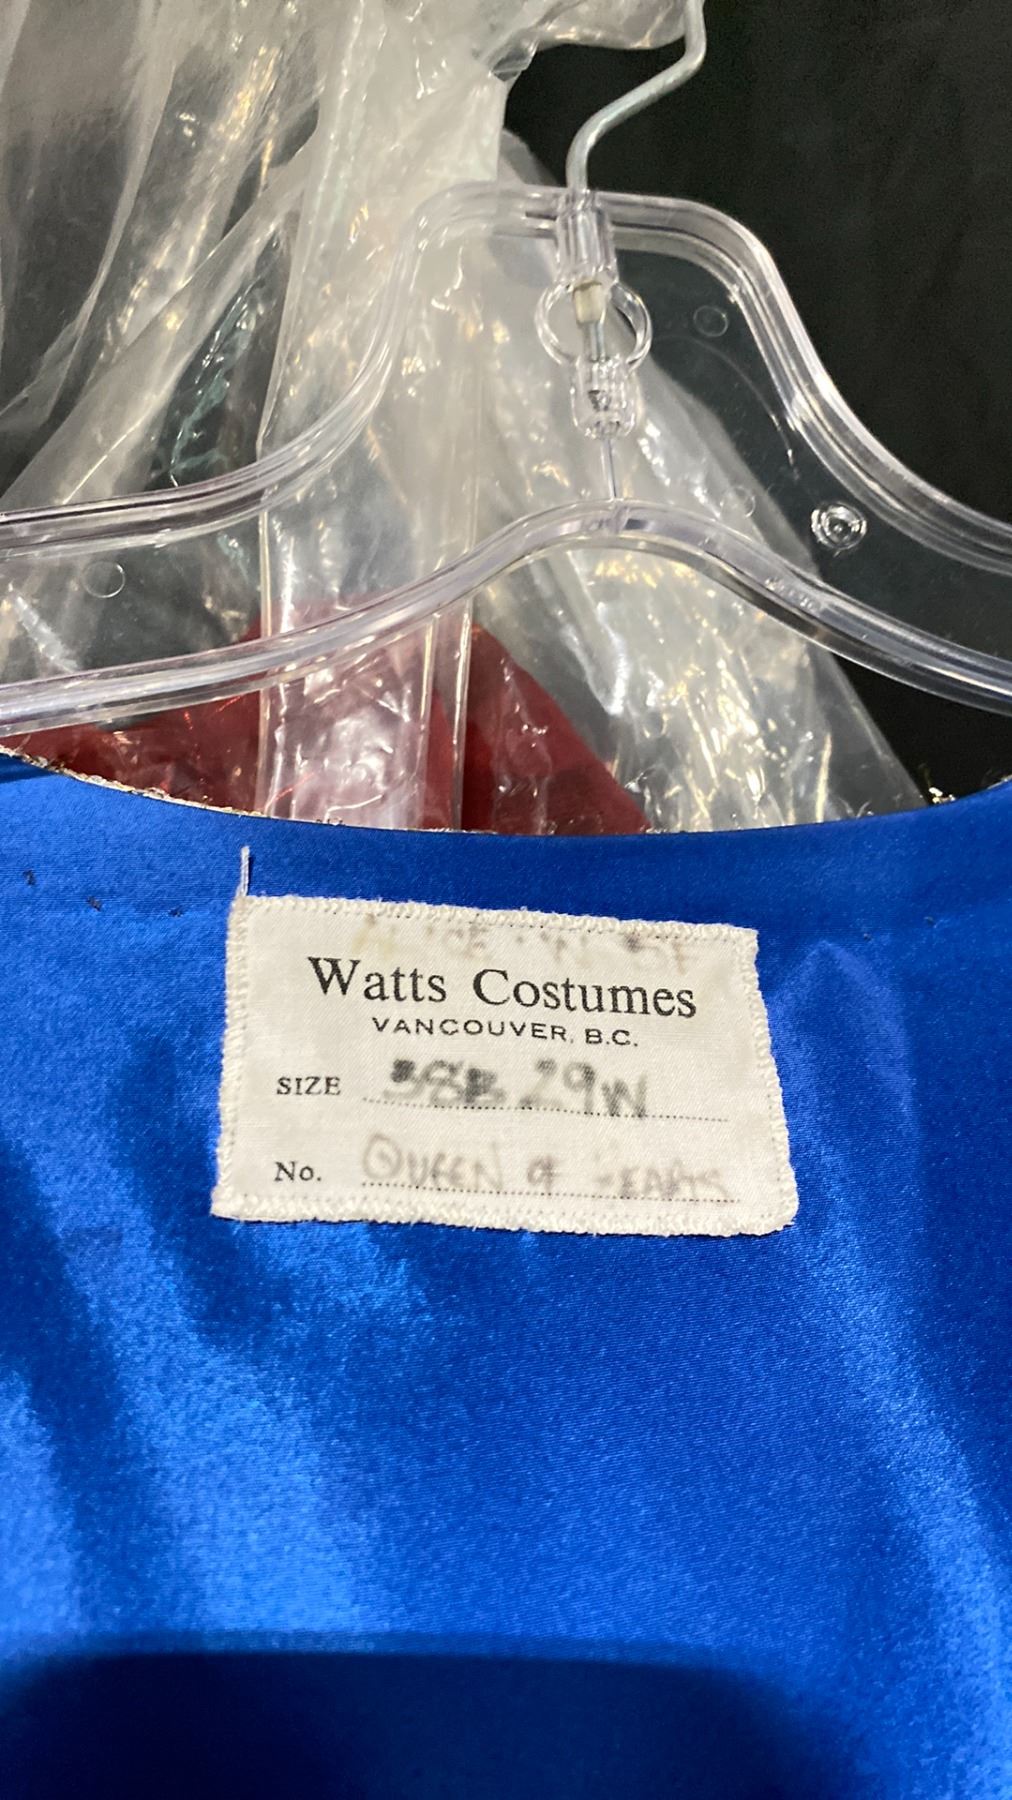 Watts Costumes
VANCOUVER, B.C.
SIZE 38B 29W
No. QUEEN of HEARTS